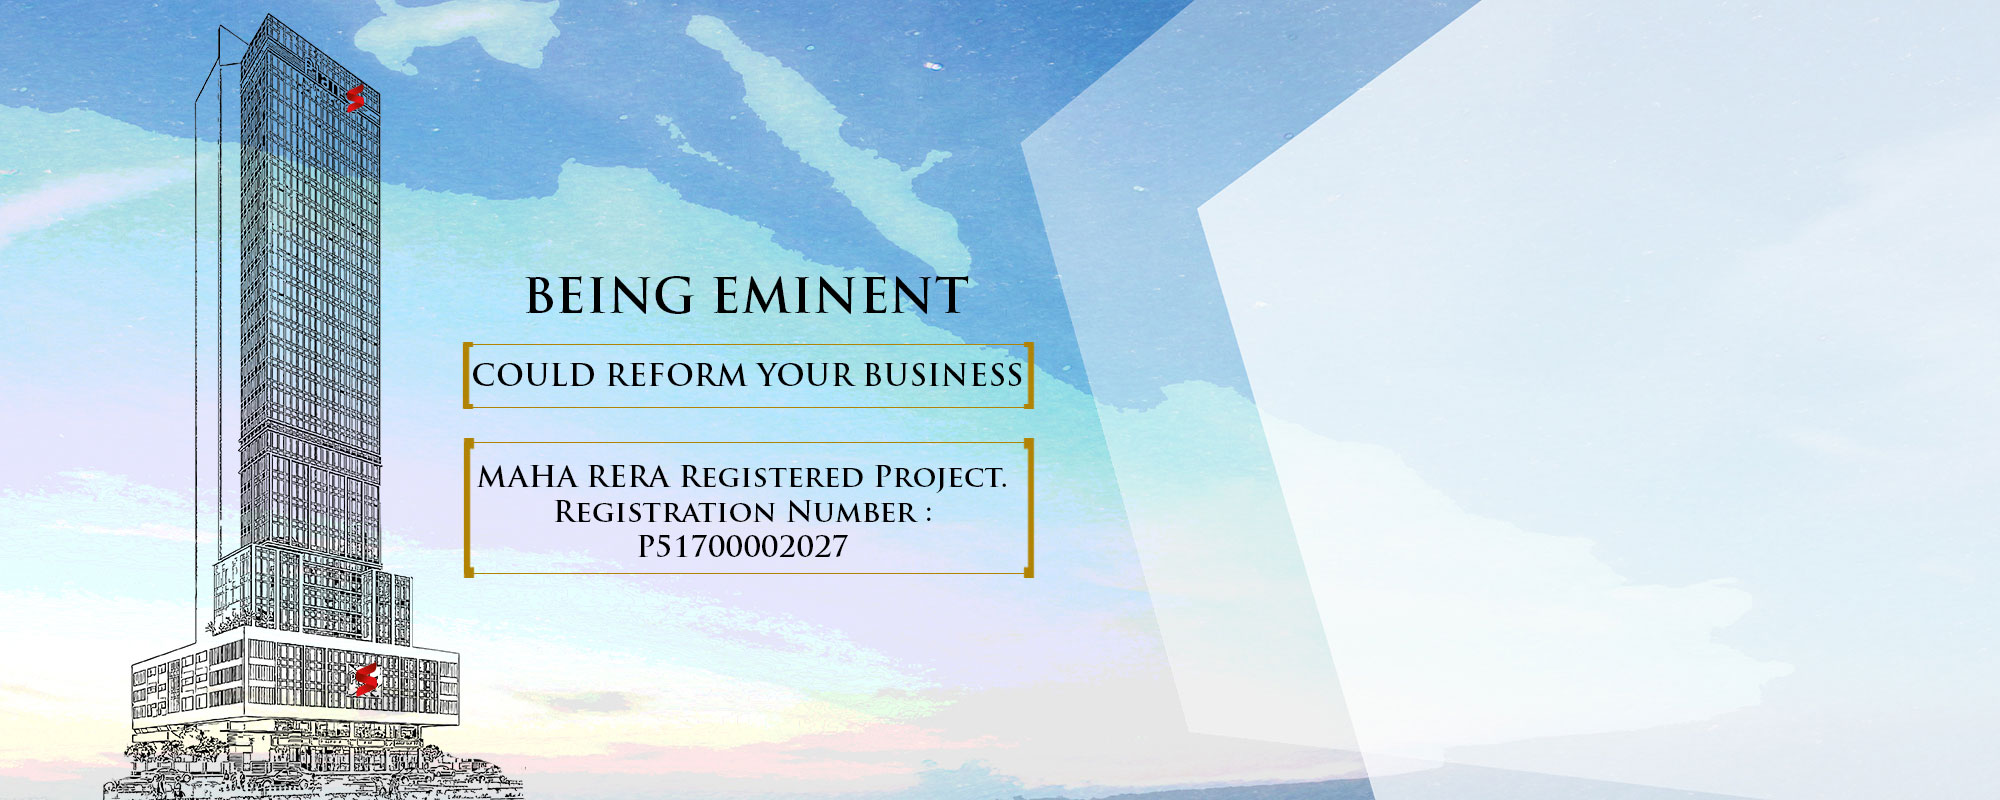 BEING EMINENT
COULD REFORM YOUR BUSINESS
MAHA RERA REGISTERED PROJECT.
REGISTRATION NUMBER :
P51700002027